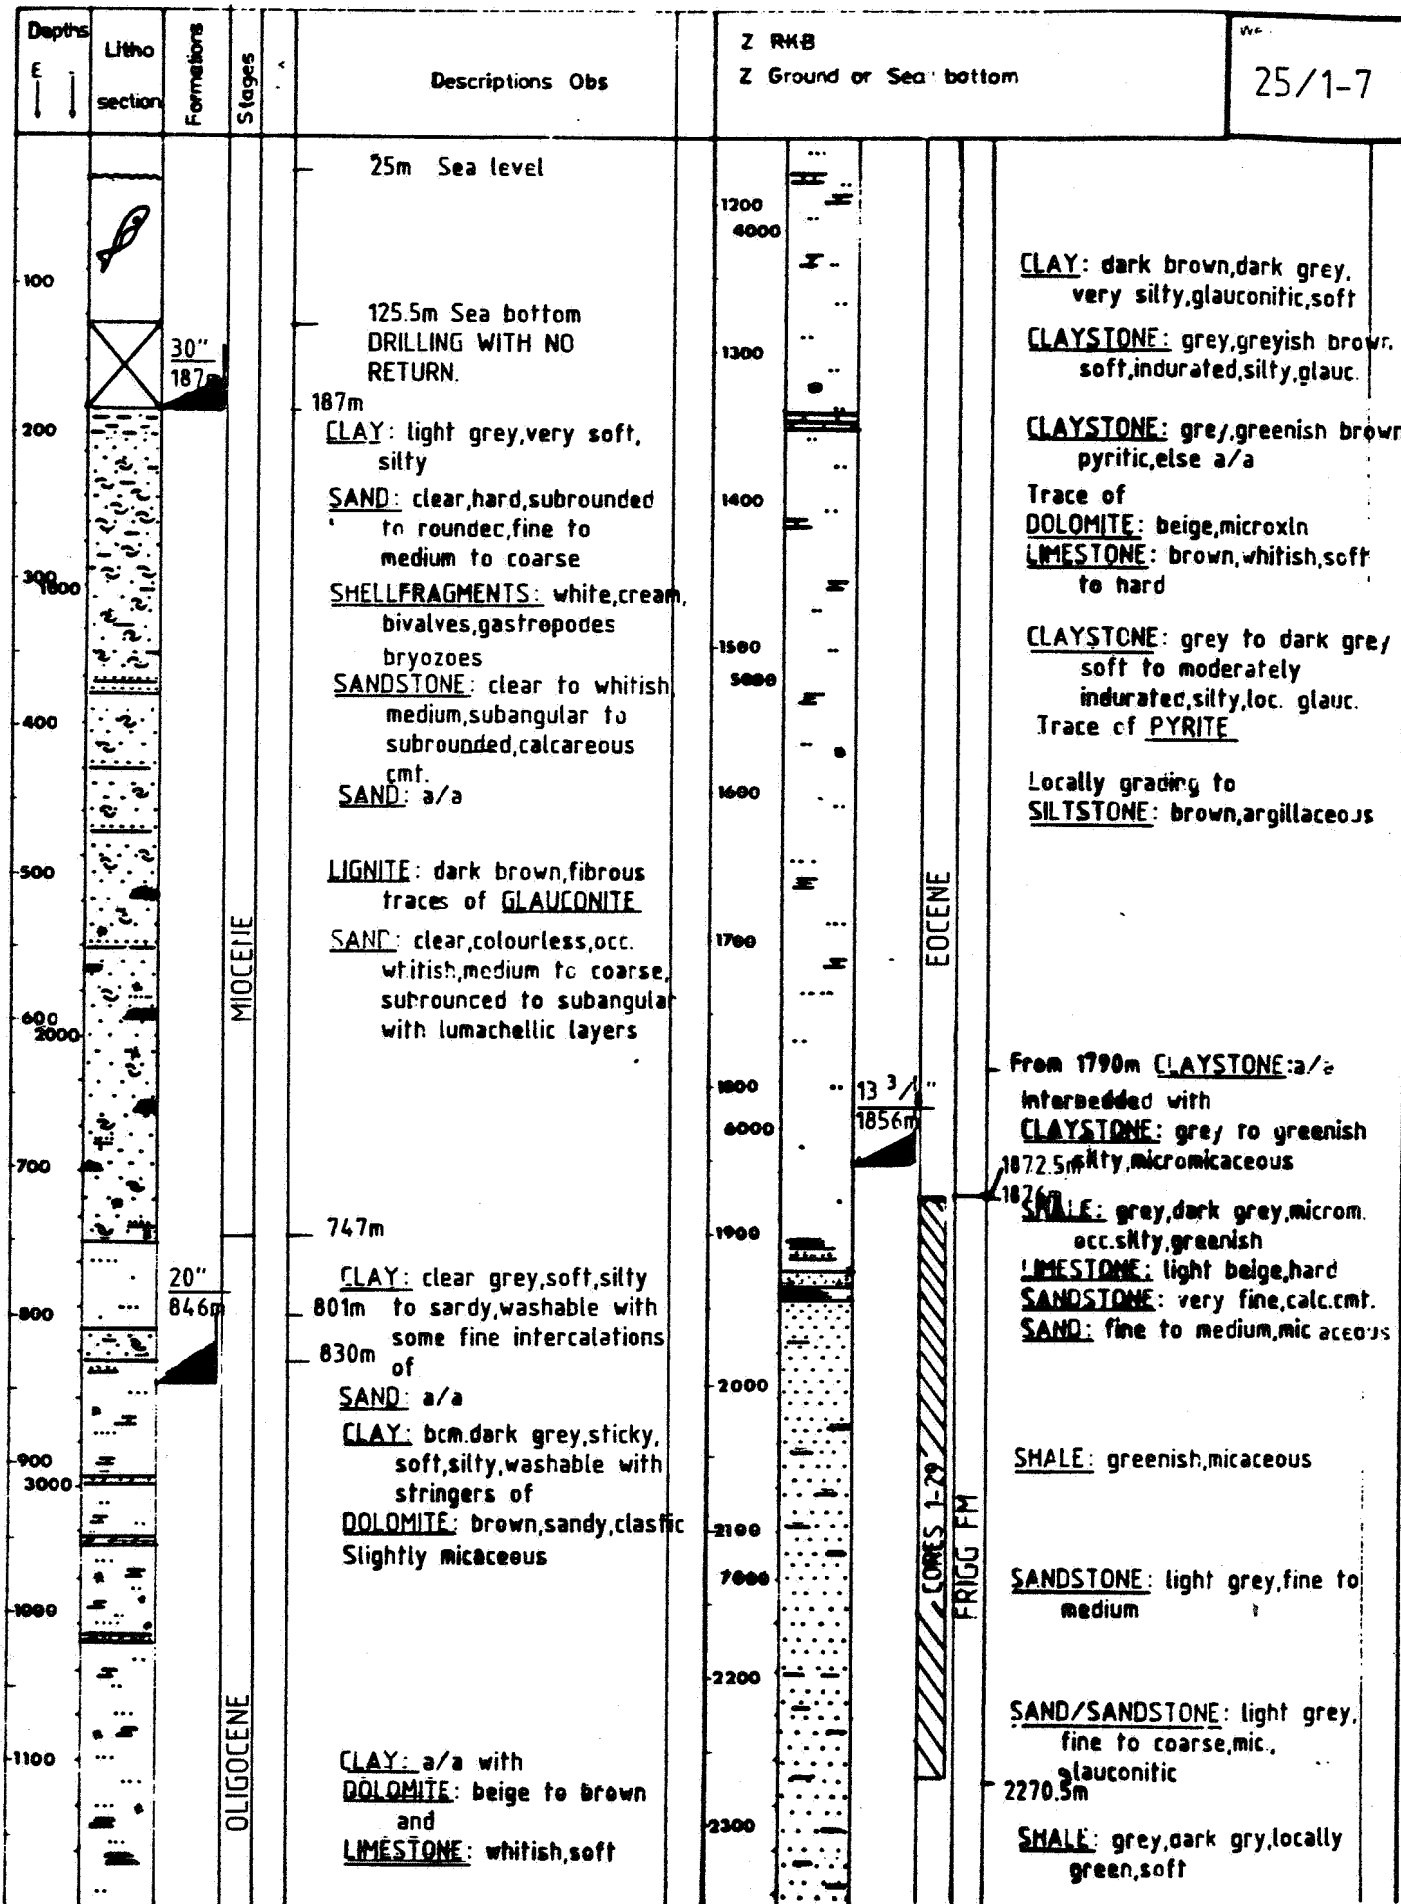 Depths
Litho
section
Formations
Stages
Descriptions Obs
Z RKB
Z Ground or Sea bottom
25/1-7
25m Sea level
100
125.5m Sea bottom
DRILLING WITH NO
RETURN.
30"
187m
187m
200
CLAY: light grey,very soft,
silty
SAND: clear,hard,subrounded
to rounded,fine to
medium to coarse
300
1000
SHELLFRAGMENTS: white,cream,
bivalves,gastropodes
bryozoes
SANDSTONE: clear to whitish
medium,subangular to
subrounded,calcareous
cmt.
400
SAND: a/a
500
LIGNITE: dark brown,fibrous
traces of GLAUCONITE
MIOCENE
SAND: clear,colourless,occ.
whitish,medium to coarse,
subrounced to subangular
with lumachellic layers
600
2000
700
747m
CLAY: clear grey,soft,silty
to sardy,washable with
some fine intercalations
of
20"
846m
801m
800
830m
SAND: a/a
CLAY: bcm.dark grey,sticky,
soft,silty,washable with
stringers of
900
3000
DOLOMITE: brown,sandy,clastic
Slightly micaceous
1000
OLIGOCENE
1100
CLAY: a/a with
DOLOMITE: beige to brown
and
LIMESTONE: whitish,soft
1200
4000
CLAY: dark brown,dark grey,
very silty,glauconitic,soft
1300
CLAYSTONE: grey,greyish brown,
soft,indurated,silty,glauc.
CLAYSTONE: grey,greenish brown
pyritic,else a/a
1400
Trace of
DOLOMITE: beige,microxln
LIMESTONE: brown,whitish,soft
to hard
1500
5000
CLAYSTONE: grey to dark grey
soft to moderately
indurated,silty,loc. glauc.
Trace of PYRITE
1600
Locally grading to
SILTSTONE: brown,argillaceous
EOCENE
1700
From 1790m CLAYSTONE:a/a
interbedded with
CLAYSTONE: grey to greenish
silty,micromicaceous
1800
13 3/ "
1856m
6000
1872.5m
1876m
SHALE: grey,dark grey,microm.
occ.silty,greenish
LIMESTONE: light beige,hard
SANDSTONE: very fine,calc.cmt.
SAND: fine to medium,micaceous
1900
2000
SHALE: greenish,micaceous
CORES 1-29
FRIGG FM
2100
7000
SANDSTONE: light grey,fine to
medium
2200
SAND/SANDSTONE: light grey,
fine to coarse,mic.,
glauconitic
2270.5m
2300
SHALE: grey,dark gry,locally
green,soft